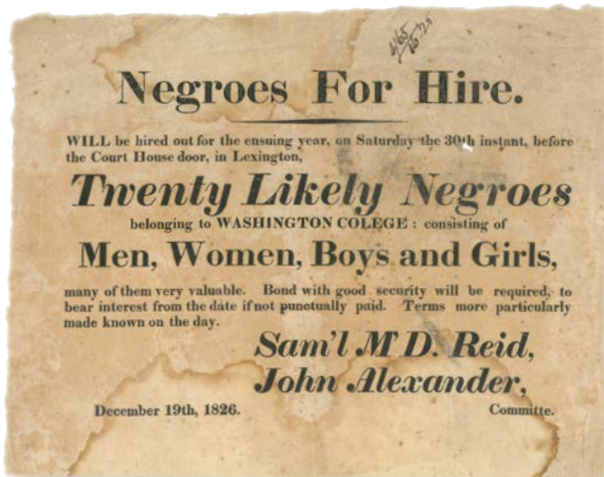 Negroes For Hire.
WILL be hired out for the ensuing year, on Saturday the 30th instant, before
the Court House door, in Lexington,
Twenty Likely Negroes
belonging to WASHINGTON COLEGE : consisting of
Men, Women, Boys and Girls,
many of them very valuable. Bond with good security will be required, to
bear interest from the date if not punctually paid. Terms more particularly
made known on the day.
Sam'l M'D. Reid,
John Alexander,
December 19th, 1826. Committe.